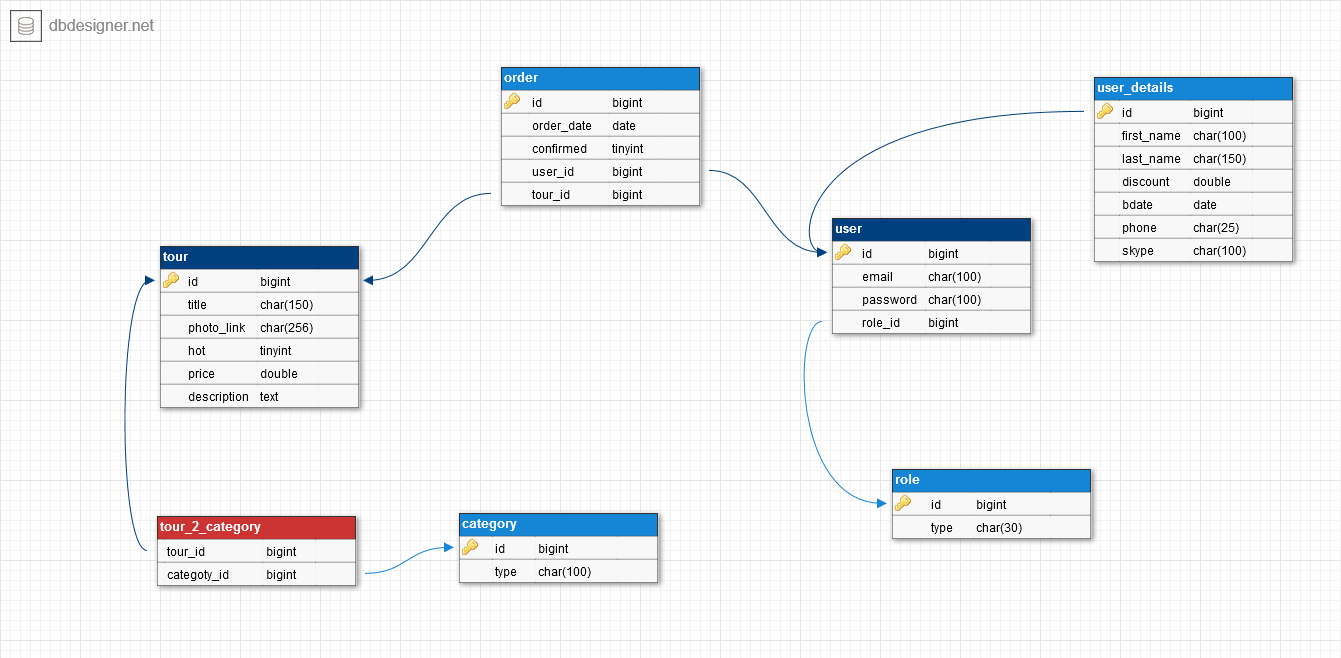 dbdesigner.net
order
id bigint
order_date date
confirmed tinyint
user_id bigint
tour_id bigint
user_details
id bigint
first_name char(100)
last_name char(150)
discount double
bdate date
phone char(25)
skype char(100)
user
id bigint
email char(100)
password char(100)
role_id bigint
tour
id bigint
title char(150)
photo_link char(256)
hot tinyint
price double
description text
role
id bigint
type char(30)
tour_2_category
tour_id bigint
categoty_id bigint
category
id bigint
type char(100)